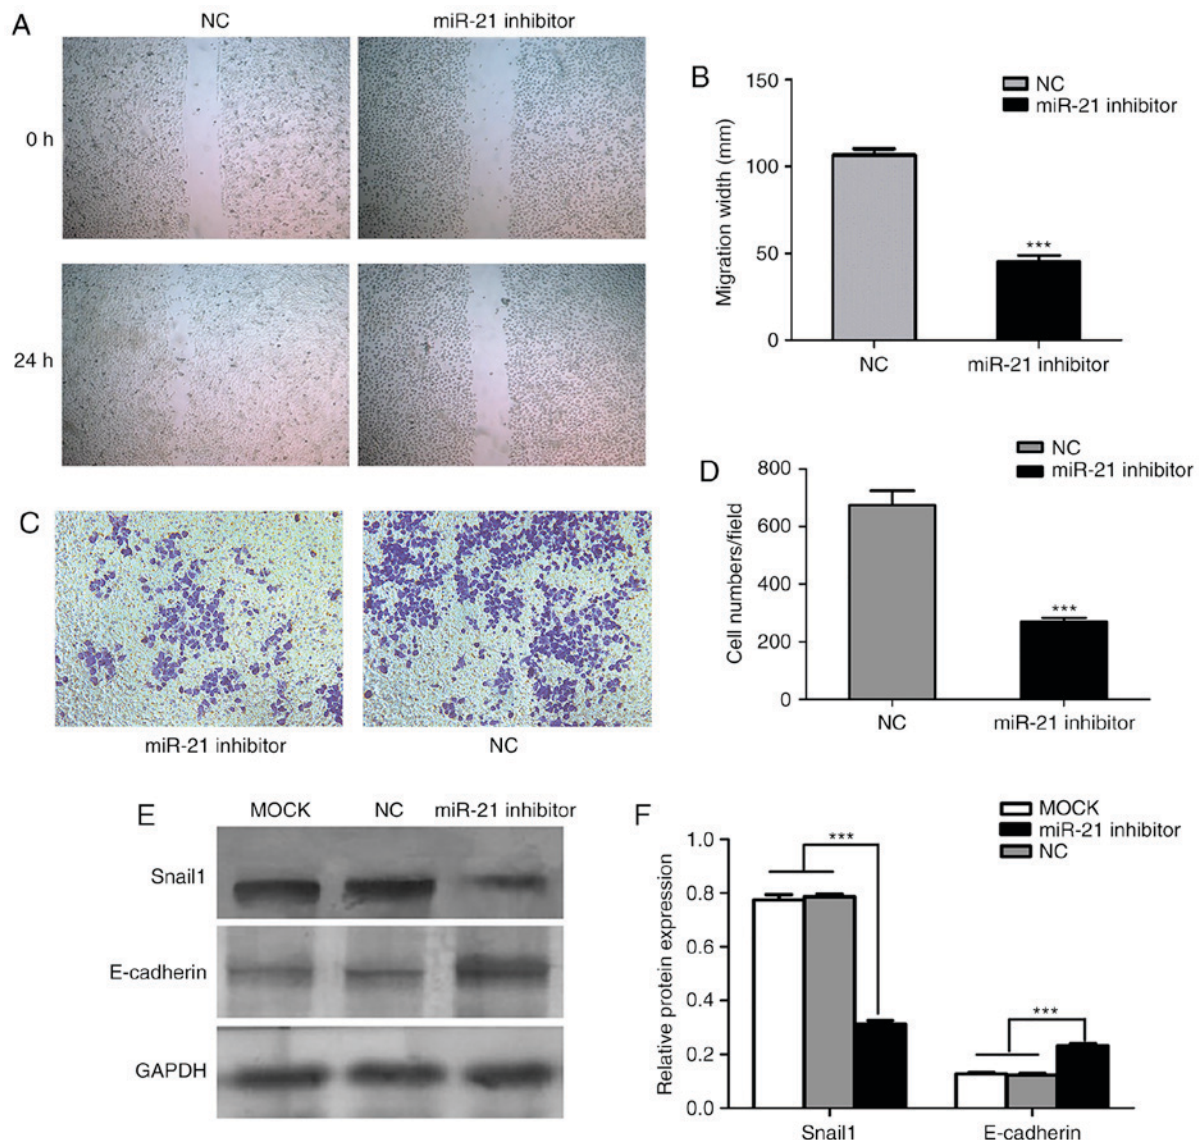 A
NC
miR-21 inhibitor
0 h
24 h
B
Migration width (mm)
150
100
50
0
NC
miR-21 inhibitor
***
NC
miR-21 inhibitor
C
miR-21 inhibitor
NC
D
Cell numbers/field
800
600
400
200
0
NC
miR-21 inhibitor
***
NC
miR-21 inhibitor
E
MOCK
NC
miR-21 inhibitor
Snail1
E-cadherin
GAPDH
F
Relative protein expression
1.0
0.8
0.6
0.4
0.2
0.0
MOCK
miR-21 inhibitor
NC
***
***
Snail1
E-cadherin